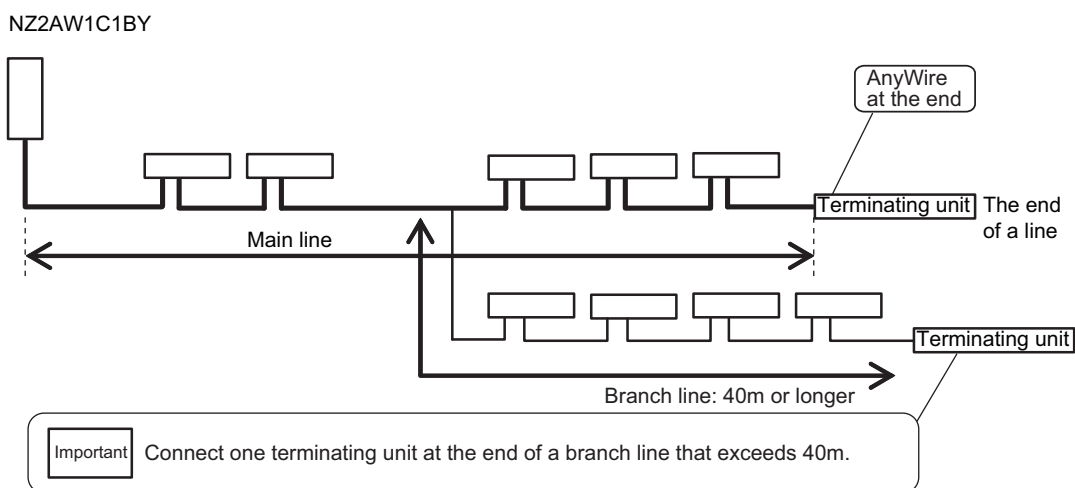 NZ2AW1C1BY
AnyWire
at the end
Terminating unit
The end
of a line
Main line
Terminating unit
Branch line: 40m or longer
Important
Connect one terminating unit at the end of a branch line that exceeds 40m.